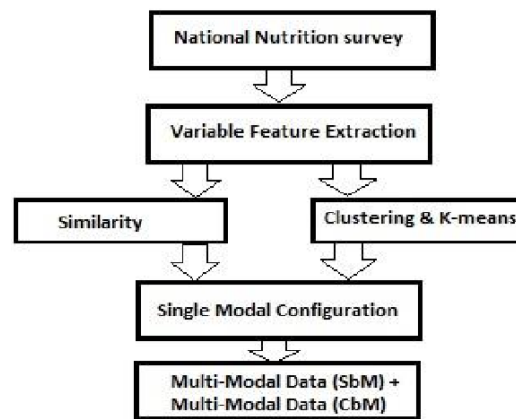 National Nutrition survey
Variable Feature Extraction
Similarity
Clustering & K-means
Single Modal Configuration
Multi-Modal Data (SbM) +
Multi-Modal Data (CbM)